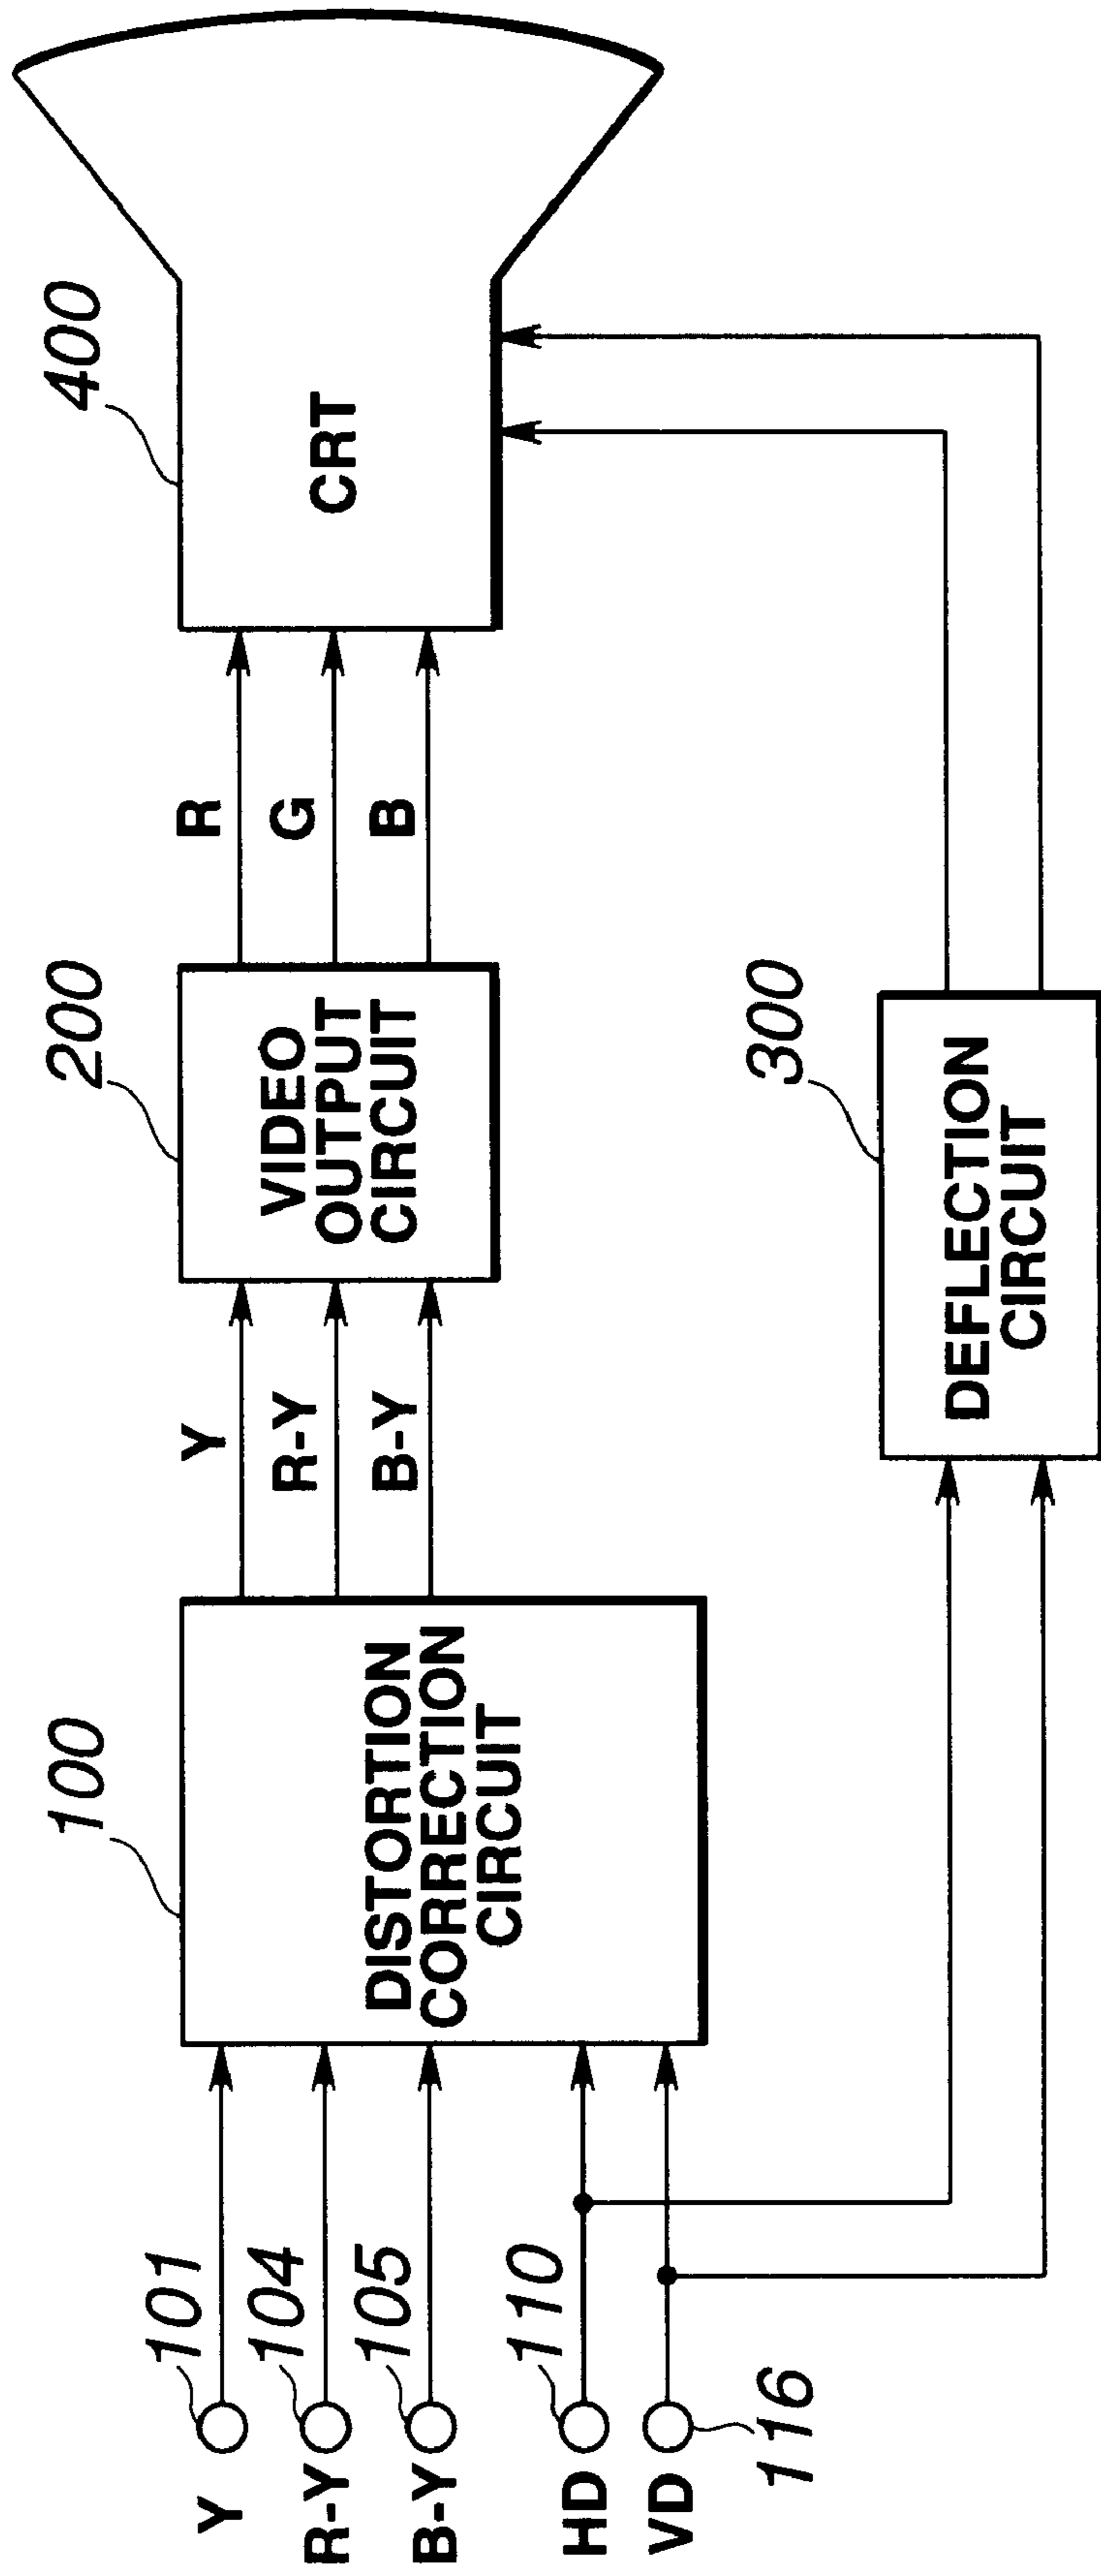 Y
101
R-Y
104
B-Y
105
HD
110
VD
116
100
DISTORTION
CORRECTION
CIRCUIT
Y
R-Y
B-Y
200
VIDEO
OUTPUT
CIRCUIT
R
G
B
400
CRT
300
DEFLECTION
CIRCUIT